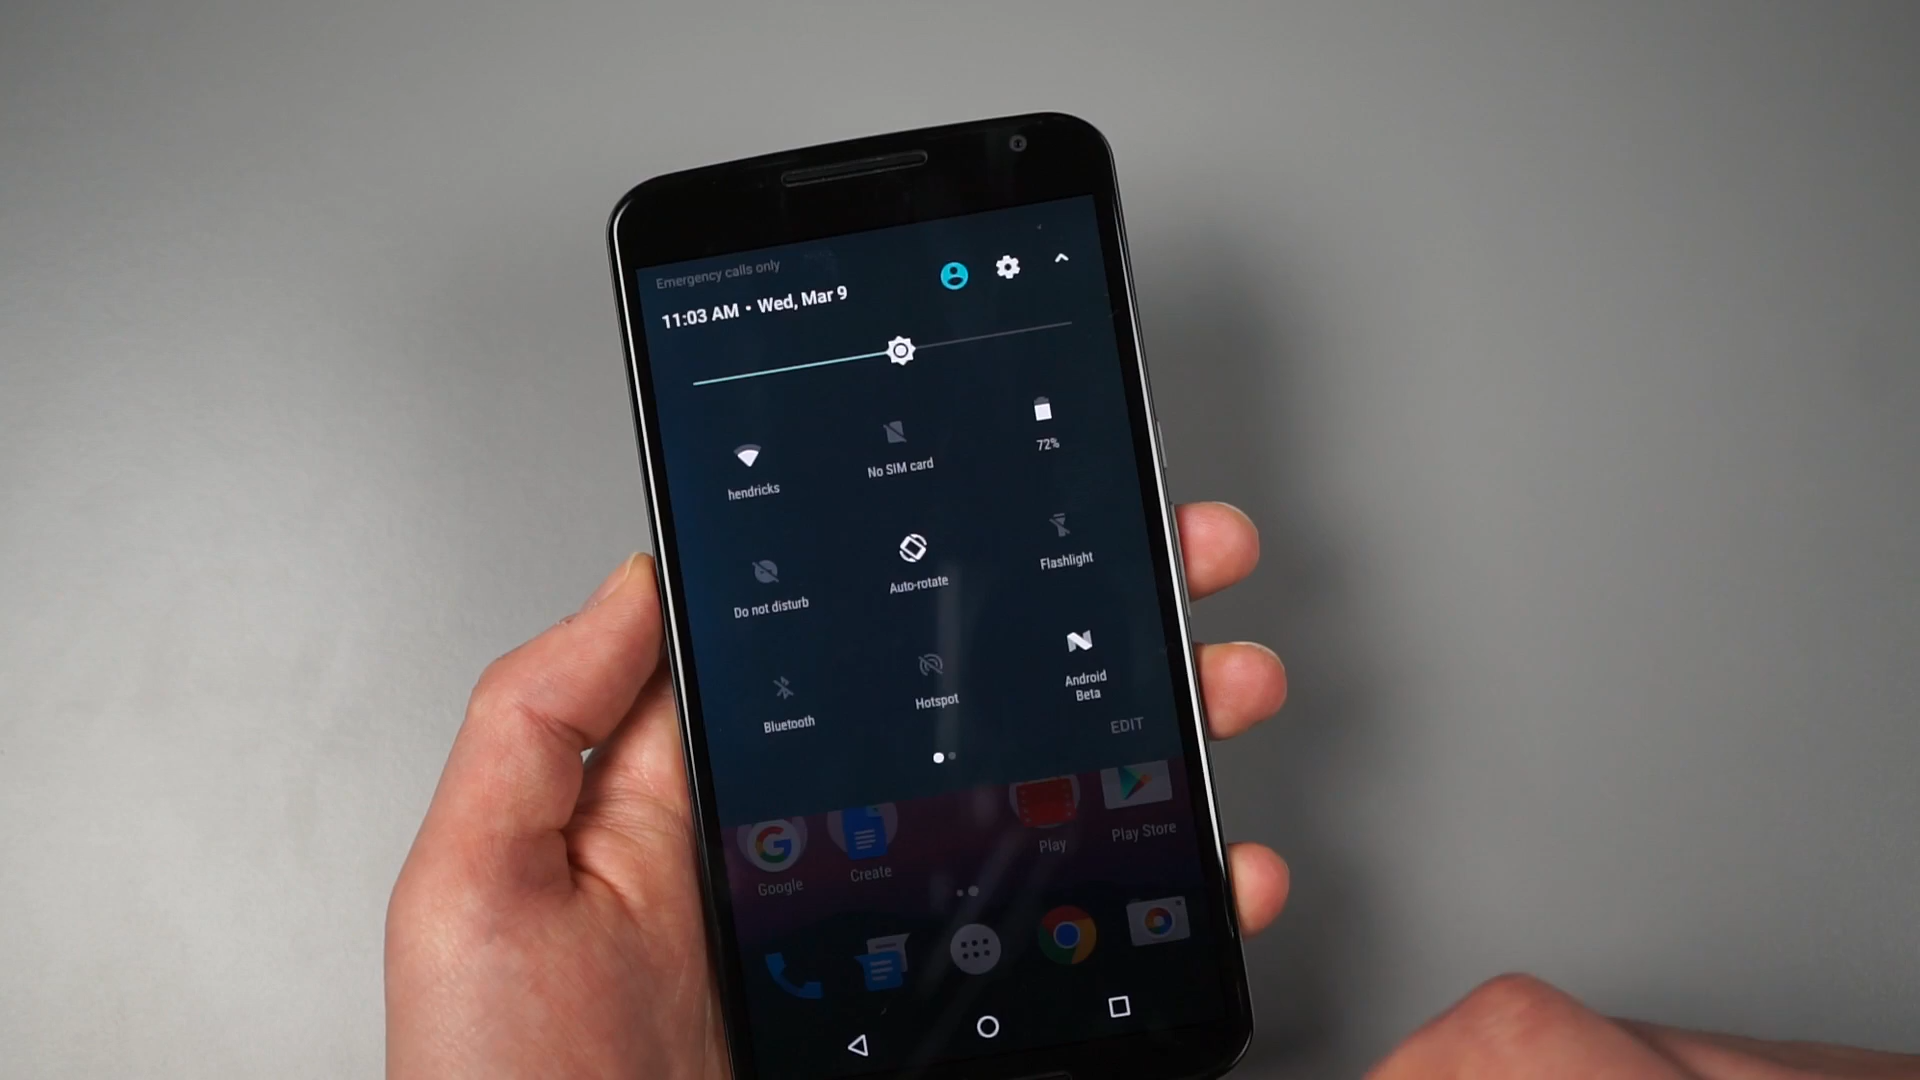 Emergency calls only
11:03 AM • Wed, Mar 9
hendricks
No SIM card
72%
Do not disturb
Auto-rotate
Flashlight
Bluetooth
Hotspot
Android
Beta
EDIT
Google
Create
Play
Play Store